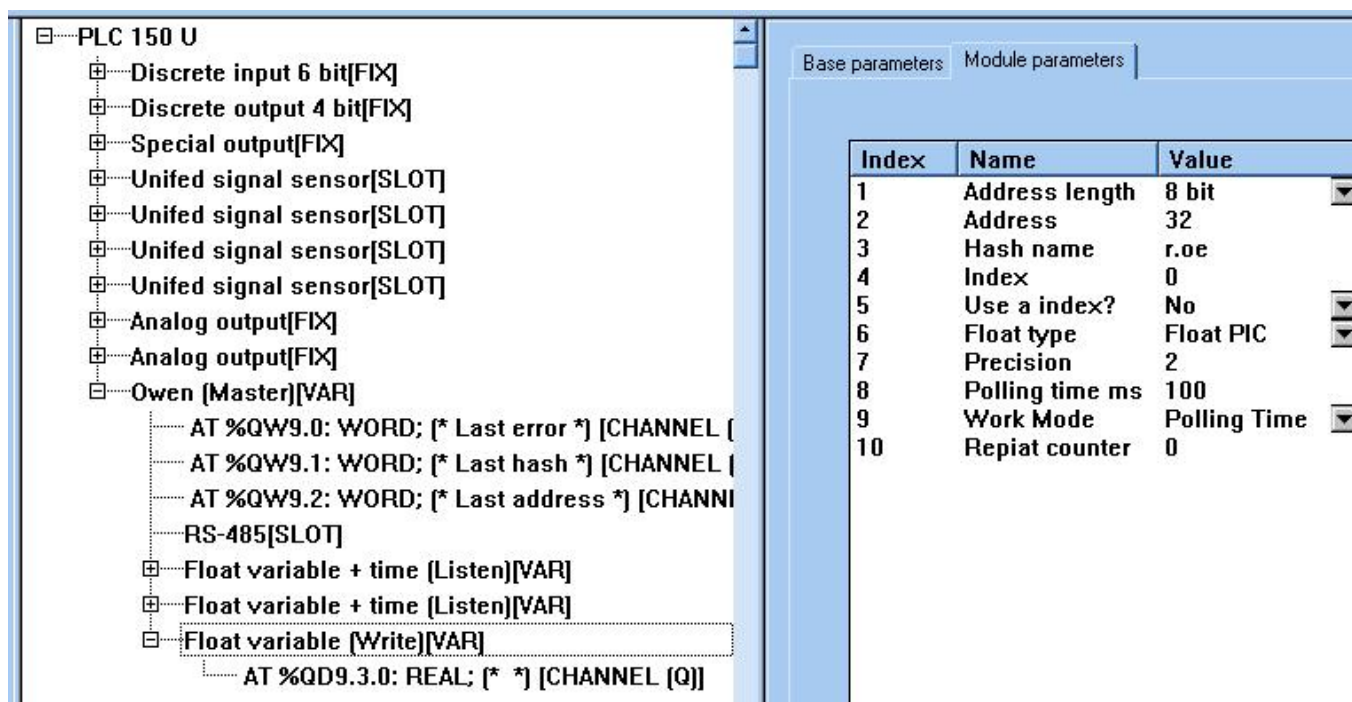 PLC 150 U
Discrete input 6 bit[FIX]
Discrete output 4 bit[FIX]
Special output[FIX]
Unifed signal sensor[SLOT]
Unifed signal sensor[SLOT]
Unifed signal sensor[SLOT]
Unifed signal sensor[SLOT]
Analog output[FIX]
Analog output[FIX]
Owen (Master)[VAR]
AT %QW9.0: WORD; (* Last error *) [CHANNEL (
AT %QW9.1: WORD; (* Last hash *) [CHANNEL (
AT %QW9.2: WORD; (* Last address *) [CHANNI
RS-485[SLOT]
Float variable + time (Listen)[VAR]
Float variable + time (Listen)[VAR]
Float variable (Write)[VAR]
AT %QD9.3.0: REAL; (* *) [CHANNEL (Q)]
Base parameters Module parameters
Index Name Value
1 Address length 8 bit
2 Address 32
3 Hash name r.oe
4 Index 0
5 Use a index? No
6 Float type Float PIC
7 Precision 2
8 Polling time ms 100
9 Work Mode Polling Time
10 Repiat counter 0